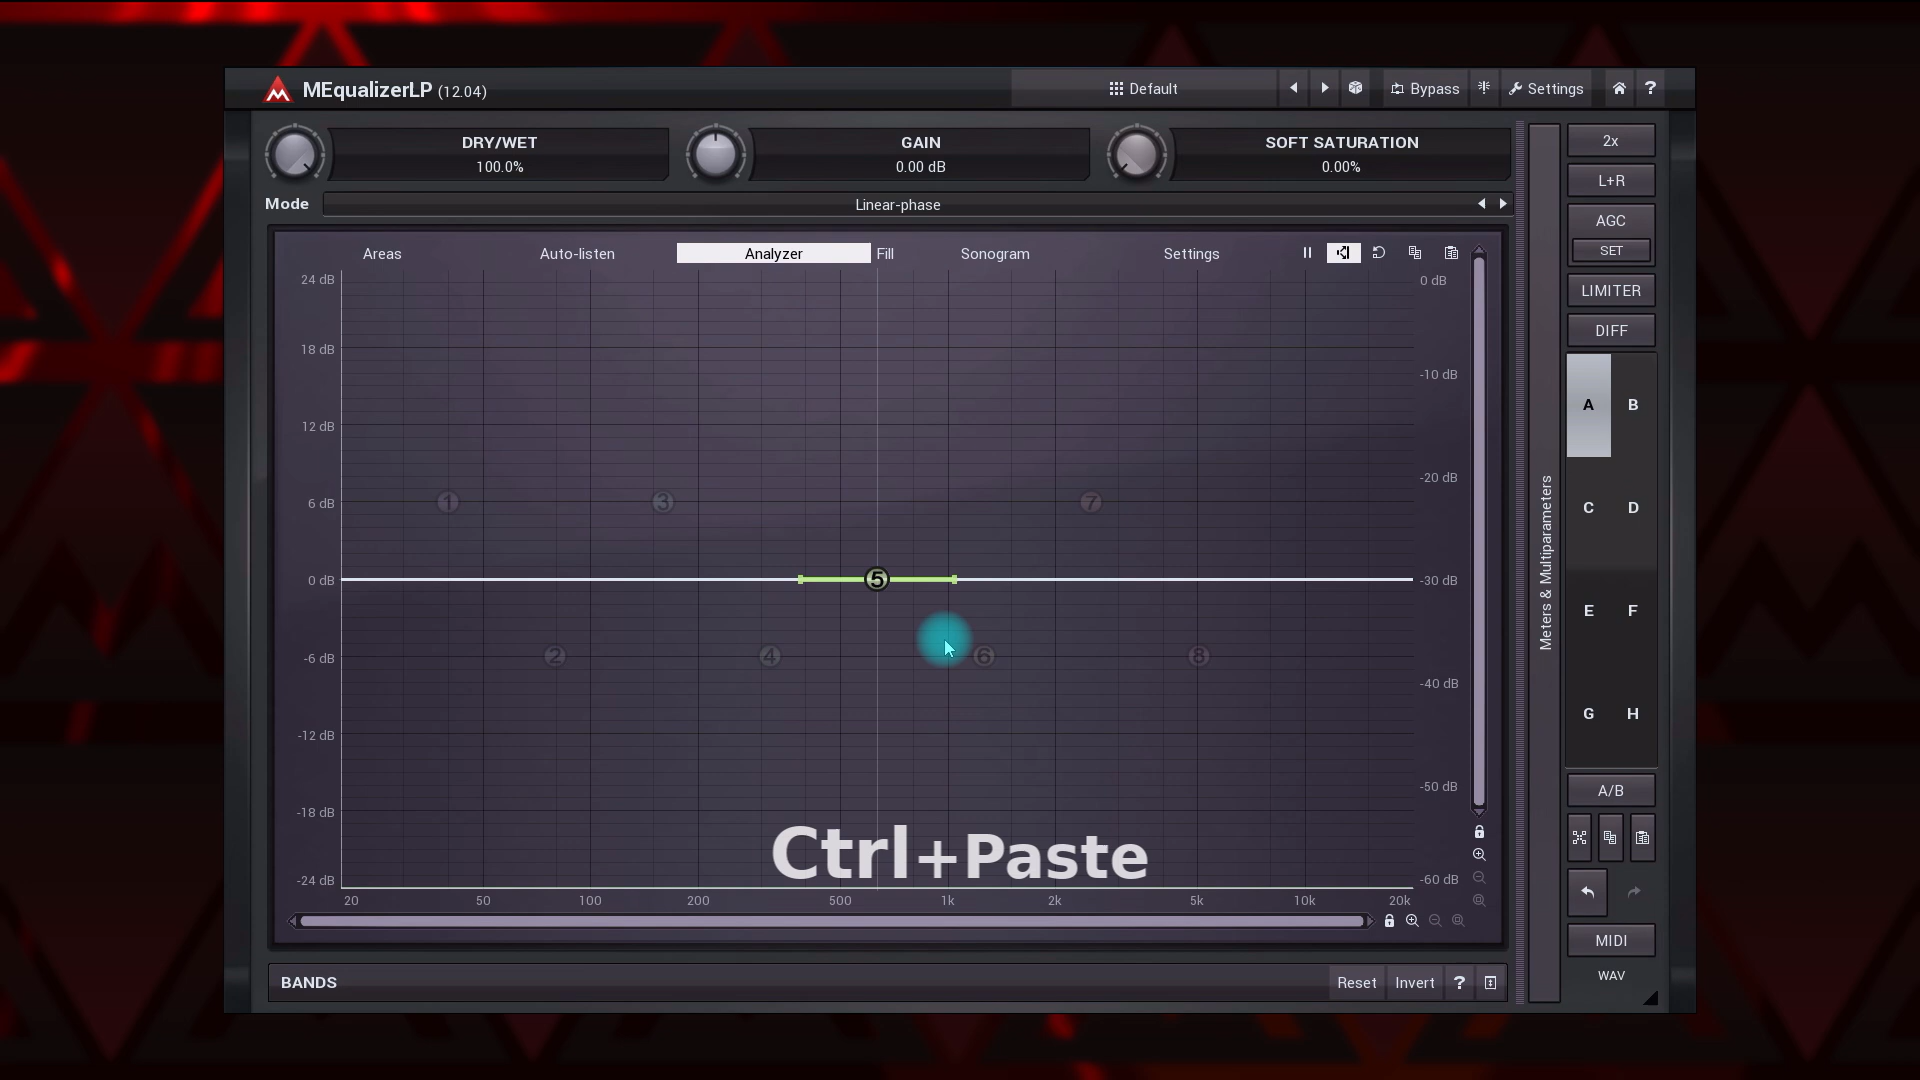 MEqualizerLP (12.04)
Default
Bypass
Settings
?
DRY/WET
100.0%
GAIN
0.00 dB
SOFT SATURATION
0.00%
Mode
Linear-phase
Areas
Auto-listen
Analyzer
Fill
Sonogram
Settings
24 dB
18 dB
12 dB
6 dB
0 dB
-6 dB
-12 dB
-18 dB
-24 dB
0 dB
-10 dB
-20 dB
-30 dB
-40 dB
-50 dB
-60 dB
1
3
7
5
2
4
6
8
Ctrl+Paste
20
50
100
200
500
1k
2k
5k
10k
20k
BANDS
Reset
Invert
?
Meters & Multiparameters
2x
L+R
AGC
SET
LIMITER
DIFF
A
B
C
D
E
F
G
H
A/B
MIDI
WAV